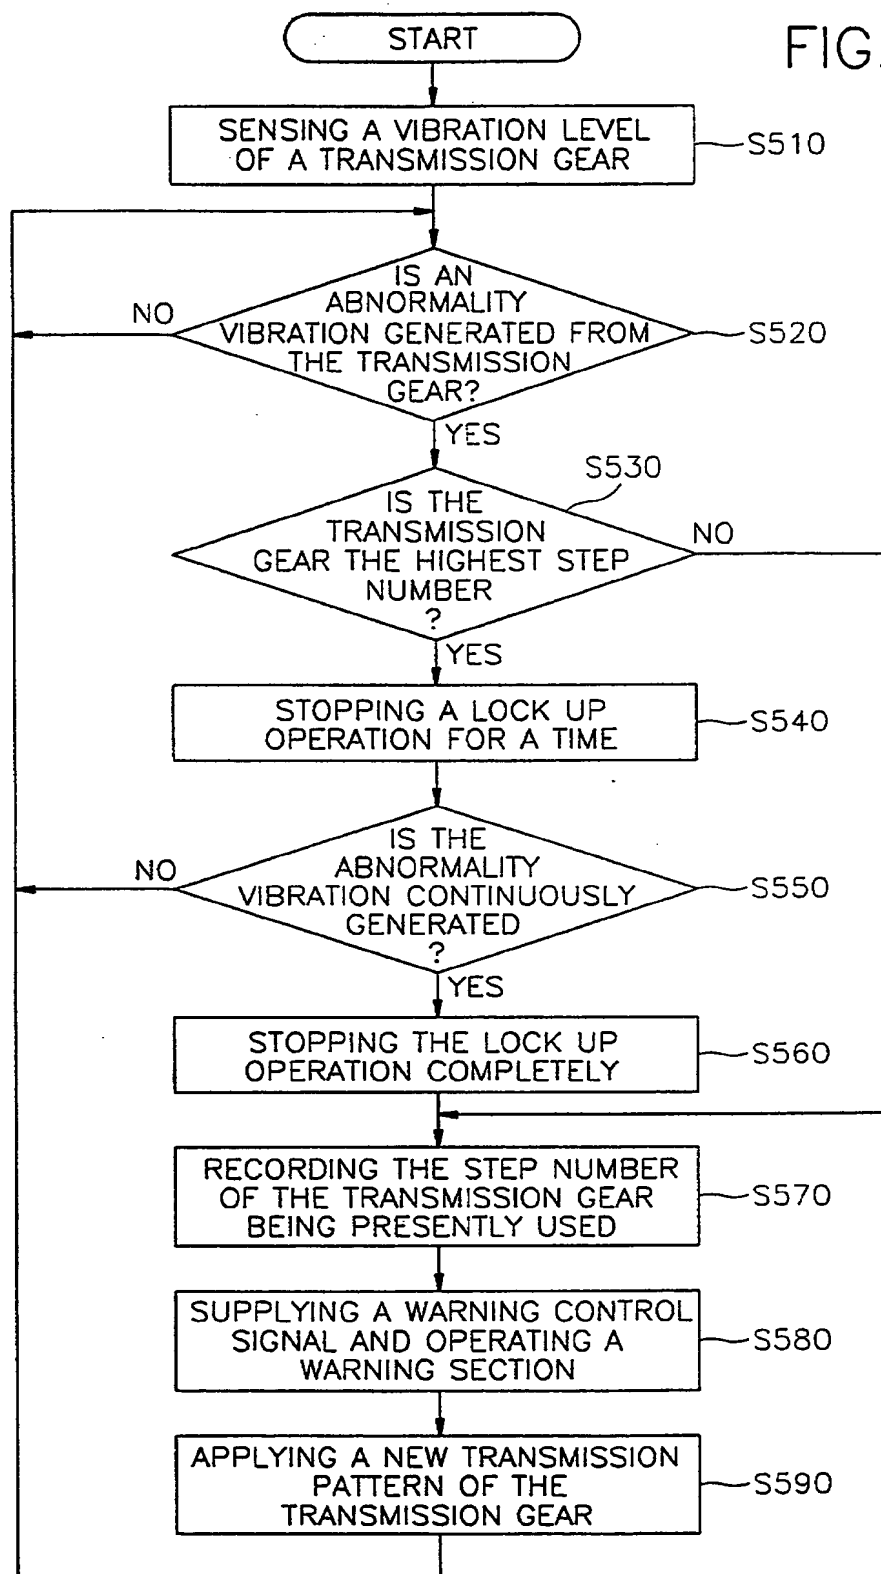 START
FIG.
SENSING A VIBRATION LEVEL
OF A TRANSMISSION GEAR
S510
IS AN
ABNORMALITY
VIBRATION GENERATED FROM
THE TRANSMISSION
GEAR?
NO
S520
YES
S530
IS THE
TRANSMISSION
GEAR THE HIGHEST STEP
NUMBER
?
NO
YES
STOPPING A LOCK UP
OPERATION FOR A TIME
S540
IS THE
ABNORMALITY
VIBRATION CONTINUOUSLY
GENERATED
?
NO
S550
YES
STOPPING THE LOCK UP
OPERATION COMPLETELY
S560
RECORDING THE STEP NUMBER
OF THE TRANSMISSION GEAR
BEING PRESENTLY USED
S570
SUPPLYING A WARNING CONTROL
SIGNAL AND OPERATING A
WARNING SECTION
S580
APPLYING A NEW TRANSMISSION
PATTERN OF THE
TRANSMISSION GEAR
S590